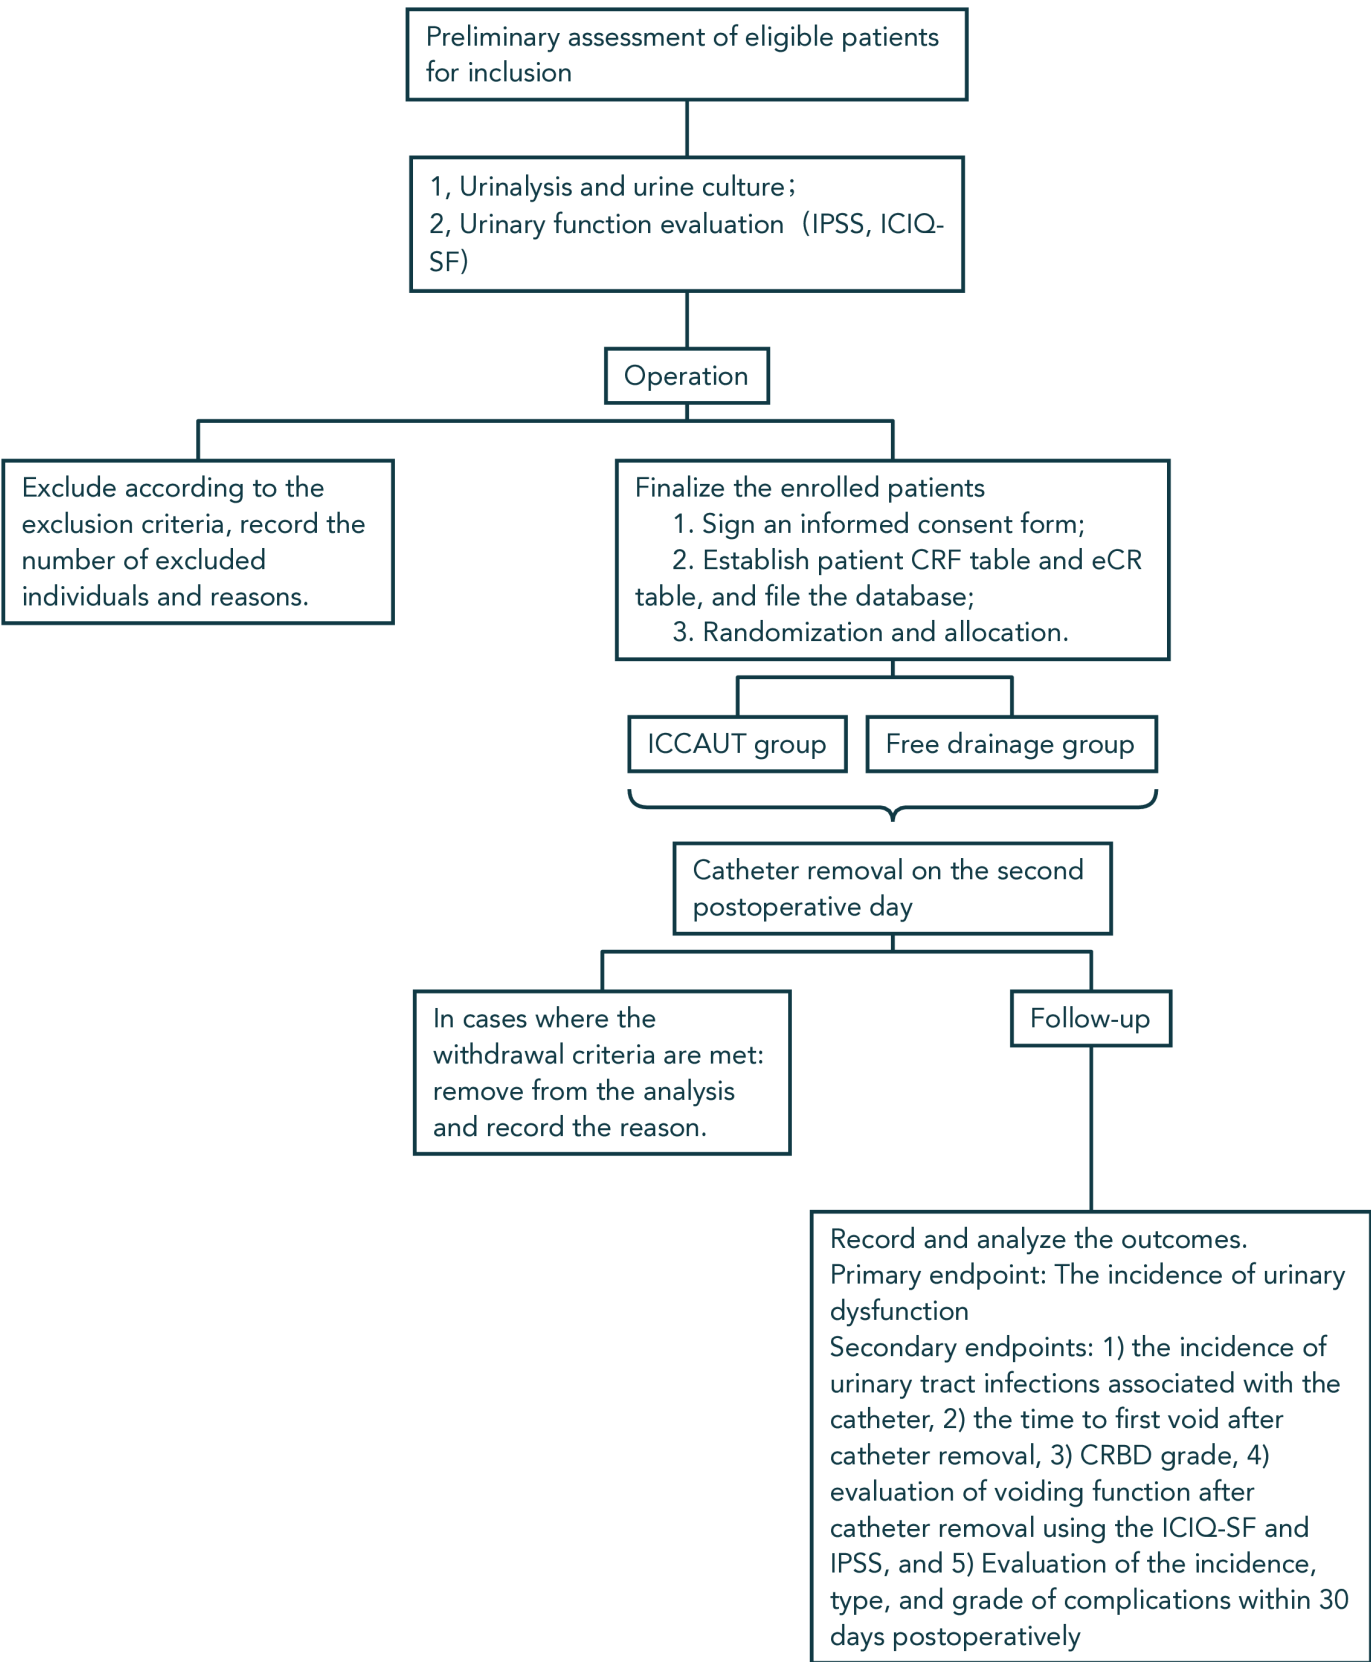 Preliminary assessment of eligible patients
for inclusion
1, Urinalysis and urine culture；
2, Urinary function evaluation（IPSS, ICIQ-
SF）
Operation
Exclude according to the
exclusion criteria, record the
number of excluded
individuals and reasons.
Finalize the enrolled patients
1. Sign an informed consent form;
2. Establish patient CRF table and eCR
table, and file the database;
3. Randomization and allocation.
ICCAUT group
Free drainage group
Catheter removal on the second
postoperative day
In cases where the
withdrawal criteria are met:
remove from the analysis
and record the reason.
Follow-up
Record and analyze the outcomes.
Primary endpoint: The incidence of urinary
dysfunction
Secondary endpoints: 1) the incidence of
urinary tract infections associated with the
catheter, 2) the time to first void after
catheter removal, 3) CRBD grade, 4)
evaluation of voiding function after
catheter removal using the ICIQ-SF and
IPSS, and 5) Evaluation of the incidence,
type, and grade of complications within 30
days postoperatively